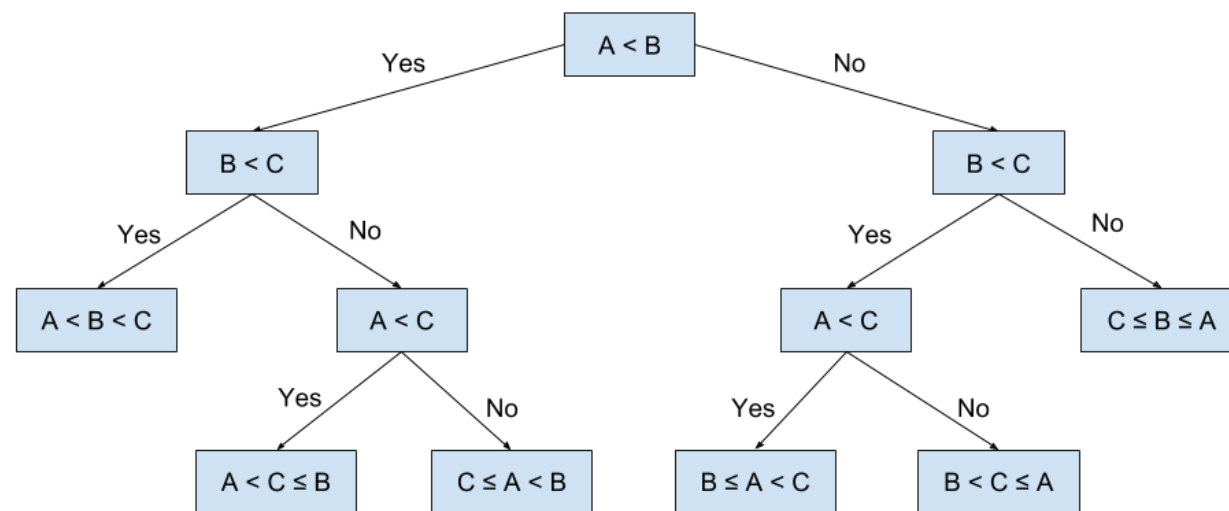 A < B
Yes
No
B < C
B < C
Yes
No
Yes
No
A < B < C
A < C
A < C
C ≤ B ≤ A
Yes
No
Yes
No
A < C ≤ B
C ≤ A < B
B ≤ A < C
B < C ≤ A